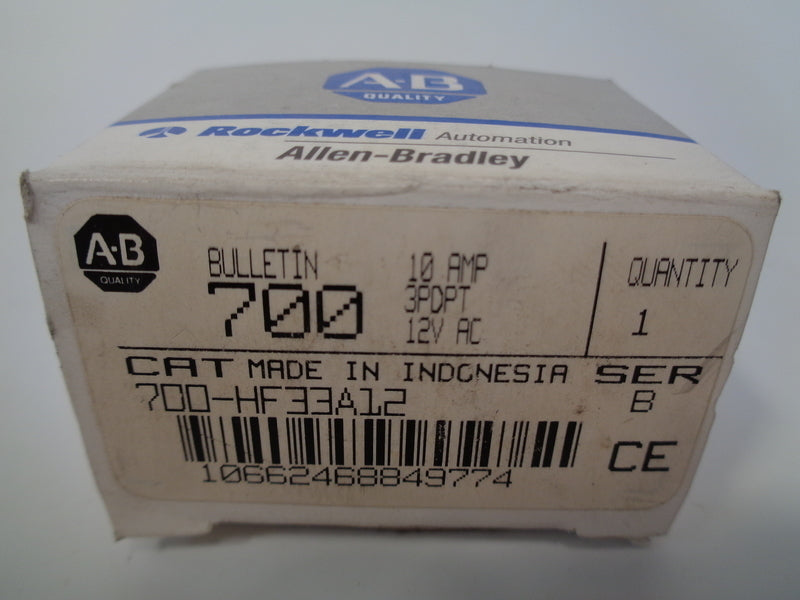 A·B
QUALITY
Rockwell Automation
Allen-Bradley
A·B
QUALITY
BULLETIN
700
10 AMP
3PDPT
12V AC
QUANTITY
1
CAT MADE IN INDONESIA SER
700-HF33A12 B
10662468849774
CE